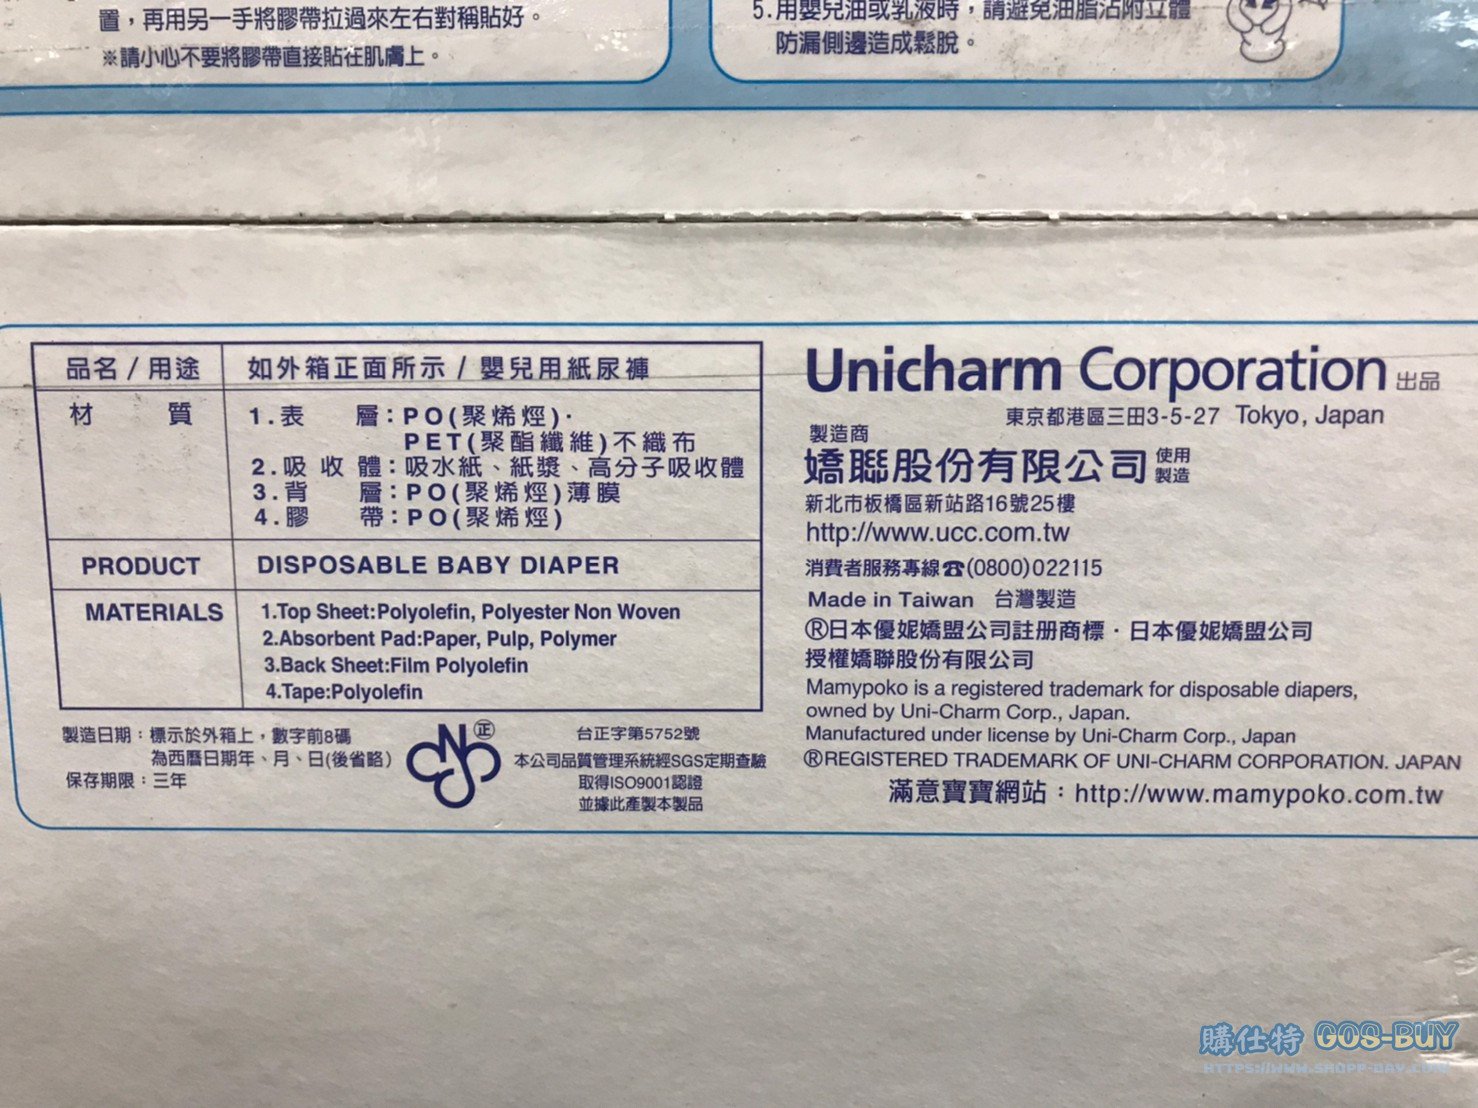 置，再用另一手將膠帶拉過來左右對稱貼好。
※請小心不要將膠帶直接貼在肌膚上。
5.用嬰兒油或乳液時，請避免油脂沾附立體
防漏側邊造成鬆脫。
品名/用途 如外箱正面所示/嬰兒用紙尿褲
材質 1.表層：PO(聚烯烴)·
PET(聚酯纖維)不織布
2.吸收體：吸水紙、紙漿、高分子吸收體
3.背層：PO(聚烯烴)薄膜
4.膠帶：PO(聚烯烴)
PRODUCT DISPOSABLE BABY DIAPER
MATERIALS 1.Top Sheet:Polyolefin, Polyester Non Woven
2.Absorbent Pad:Paper, Pulp, Polymer
3.Back Sheet:Film Polyolefin
4.Tape:Polyolefin
製造日期：標示於外箱上，數字前8碼
為西曆日期年、月、日(後省略)
保存期限：三年
正
台正字第5752號
本公司品質管理系統經SGS定期查驗
取得ISO9001認證
並據此產製本製品
Unicharm Corporation 出品
東京都港區三田3-5-27 Tokyo, Japan
製造商
嬌聯股份有限公司 使用製造
新北市板橋區新站路16號25樓
http://www.ucc.com.tw
消費者服務專線☎(0800)022115
Made in Taiwan 台灣製造
®日本優妮嬌盟公司註册商標·日本優妮嬌盟公司
授權嬌聯股份有限公司
Mamypoko is a registered trademark for disposable diapers,
owned by Uni-Charm Corp., Japan.
Manufactured under license by Uni-Charm Corp., Japan
®REGISTERED TRADEMARK OF UNI-CHARM CORPORATION. JAPAN
滿意寶寶網站：http://www.mamypoko.com.tw
購仕特 GOS-BUY
HTTPS://WWW.SHOPP-DAY.COM